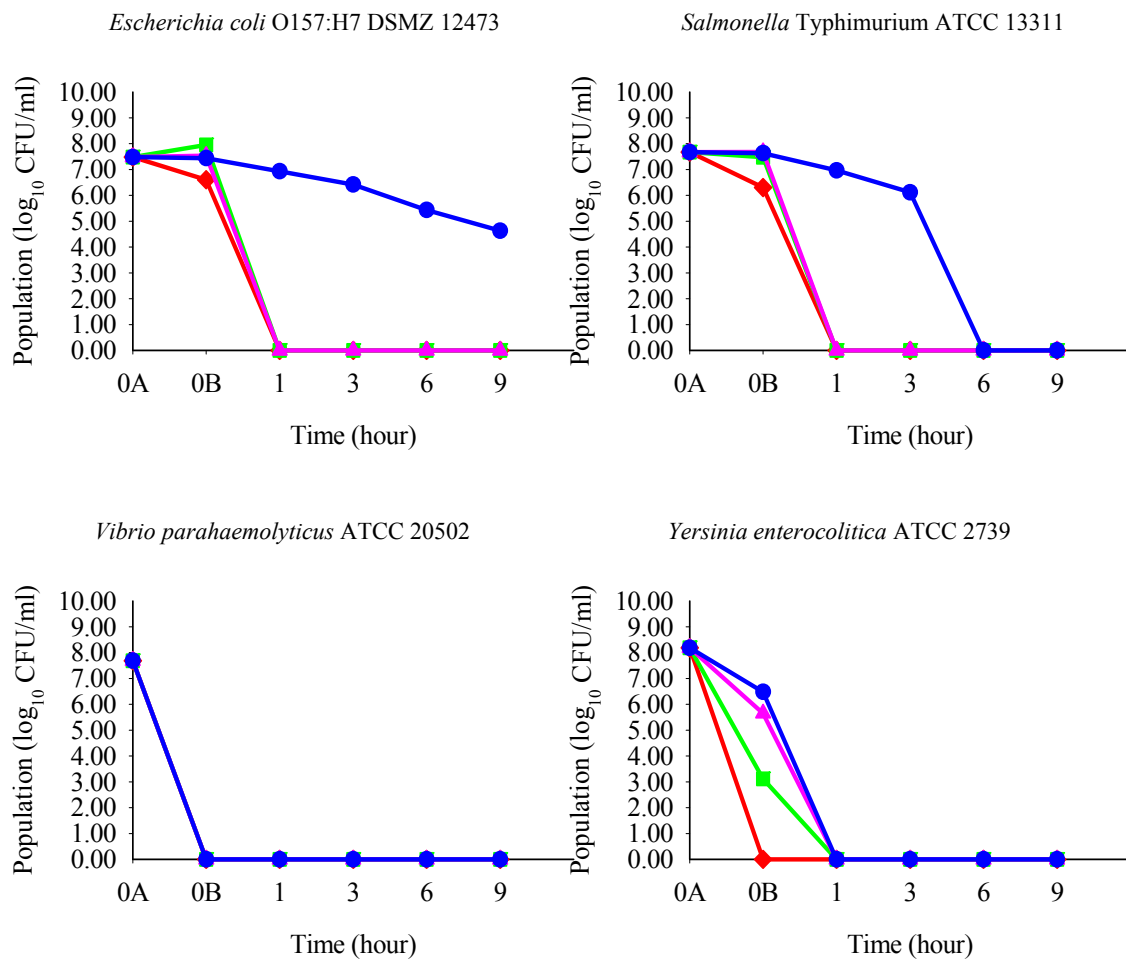 Escherichia coli O157:H7 DSMZ 12473
Population (log10 CFU/ml)
10.00
9.00
8.00
7.00
6.00
5.00
4.00
3.00
2.00
1.00
0.00
0A 0B 1 3 6 9
Time (hour)
Salmonella Typhimurium ATCC 13311
Population (log10 CFU/ml)
10.00
9.00
8.00
7.00
6.00
5.00
4.00
3.00
2.00
1.00
0.00
0A 0B 1 3 6 9
Time (hour)
Vibrio parahaemolyticus ATCC 20502
Population (log10 CFU/ml)
10.00
9.00
8.00
7.00
6.00
5.00
4.00
3.00
2.00
1.00
0.00
0A 0B 1 3 6 9
Time (hour)
Yersinia enterocolitica ATCC 2739
Population (log10 CFU/ml)
10.00
9.00
8.00
7.00
6.00
5.00
4.00
3.00
2.00
1.00
0.00
0A 0B 1 3 6 9
Time (hour)